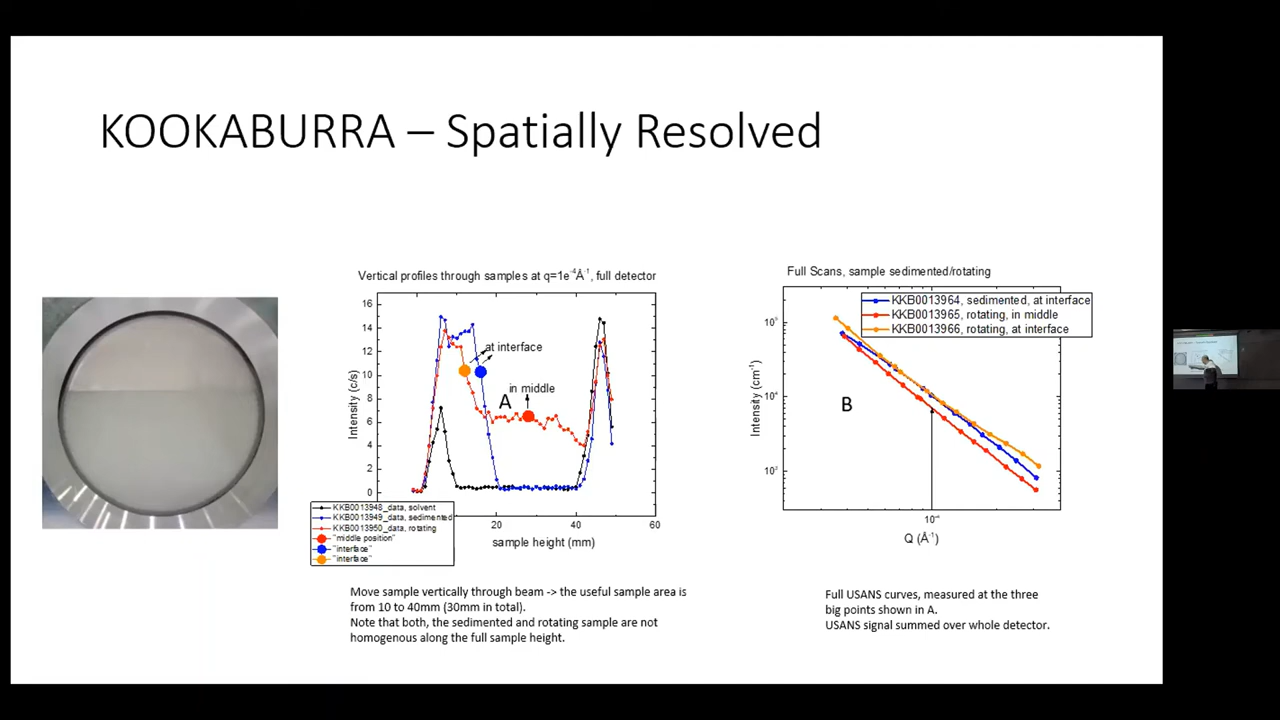 KOOKABURRA – Spatially Resolved
Vertical profiles through samples at q=1e⁻⁴Å⁻¹, full detector
16
14
12
10
8
6
4
2
0
Intensity (c/s)
at interface
in middle
A
20
40
60
sample height (mm)
KKB0013948_data, solvent
KKB0013949_data, sedimented
KKB0013950_data, rotating
"middle position"
"interface"
"interface"
Move sample vertically through beam -> the useful sample area is
from 10 to 40mm (30mm in total).
Note that both, the sedimented and rotating sample are not
homogenous along the full sample height.
Full Scans, sample sedimented/rotating
KKB0013964, sedimented, at interface
KKB0013965, rotating, in middle
KKB0013966, rotating, at interface
10⁴
Intensity (cm⁻¹)
B
10⁻⁴
Q (Å⁻¹)
Full USANS curves, measured at the three
big points shown in A.
USANS signal summed over whole detector.